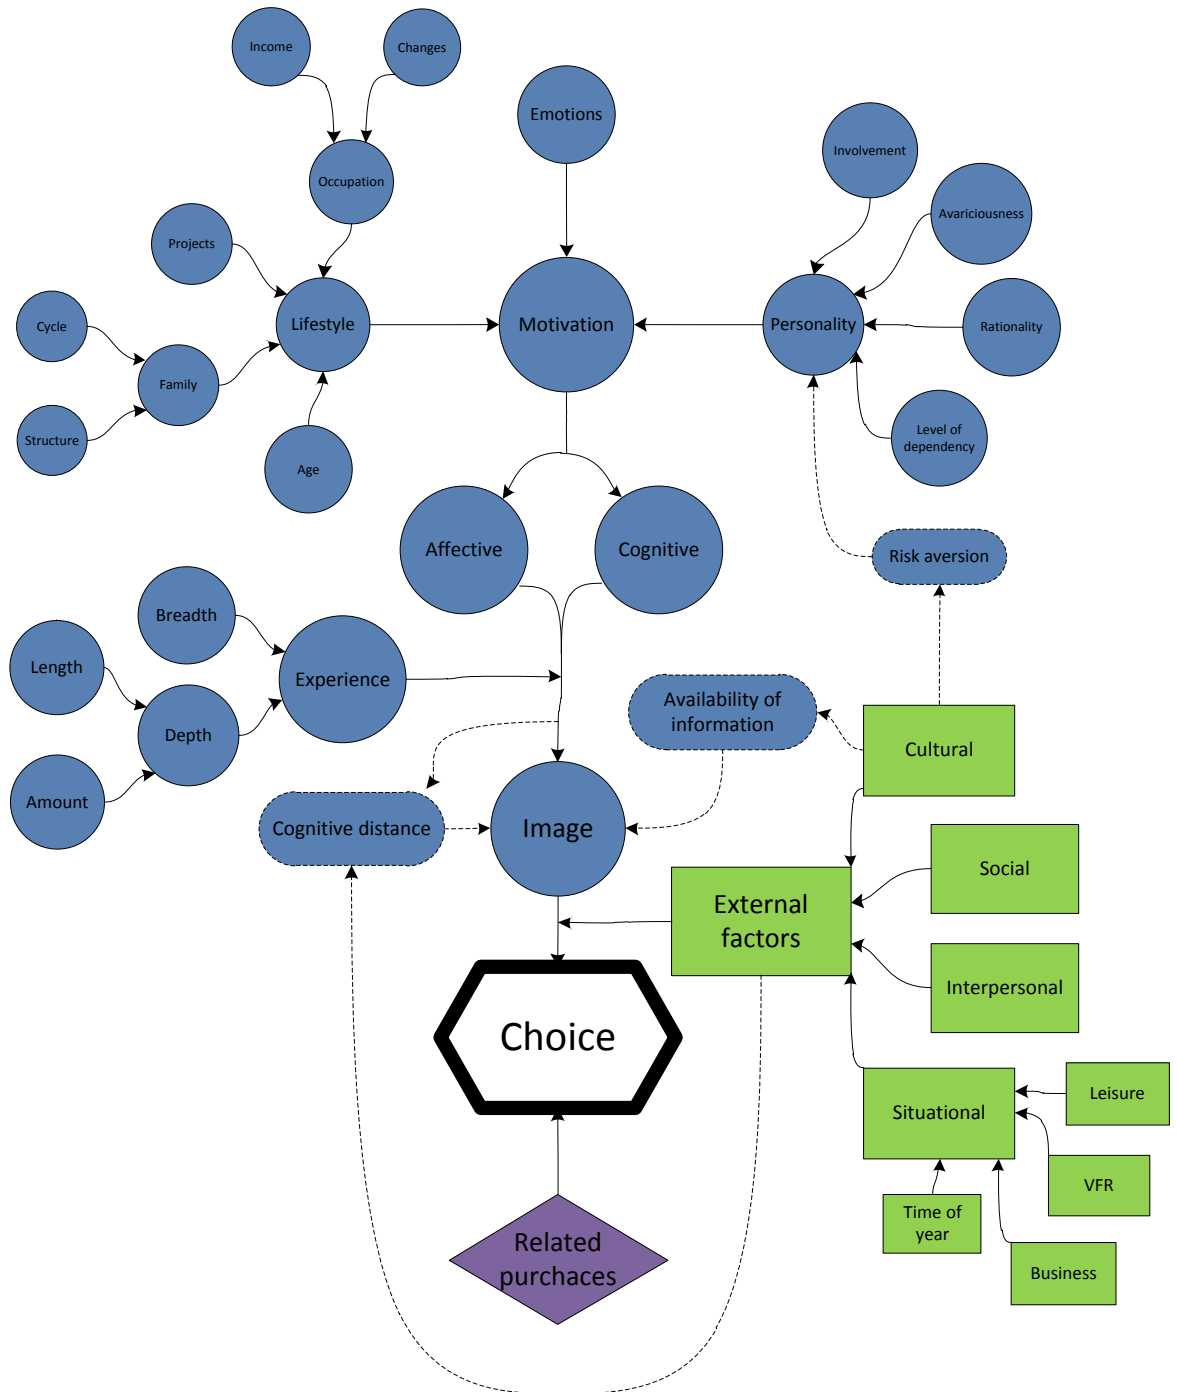 Income
Changes
Emotions
Involvement
Occupation
Avariciousness
Projects
Cycle
Lifestyle
Motivation
Personality
Rationality
Family
Structure
Age
Level of
dependency
Affective
Cognitive
Risk aversion
Breadth
Length
Experience
Availability of
information
Depth
Cultural
Amount
Cognitive distance
Image
Social
External
factors
Interpersonal
Choice
Situational
Leisure
VFR
Time of
year
Related
purchaces
Business